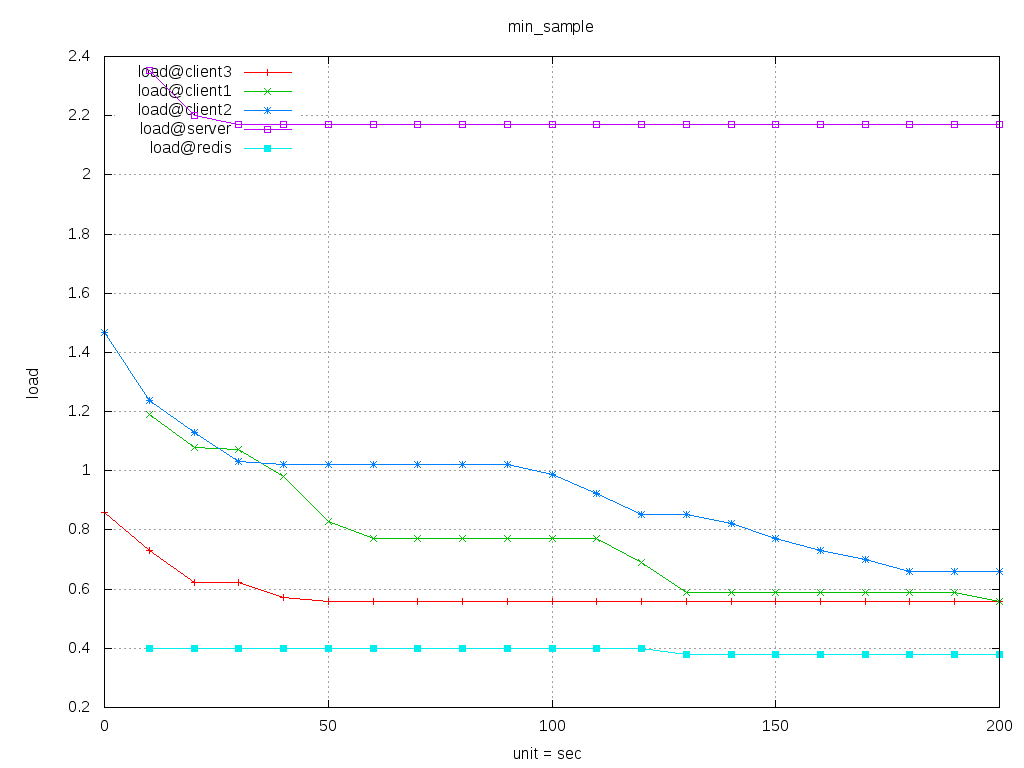 min_sample
load@client3
load@client1
load@client2
load@server
load@redis
2.4
2.2
2
1.8
1.6
1.4
1.2
1
0.8
0.6
0.4
0.2
load
0 50 100 150 200
unit = sec